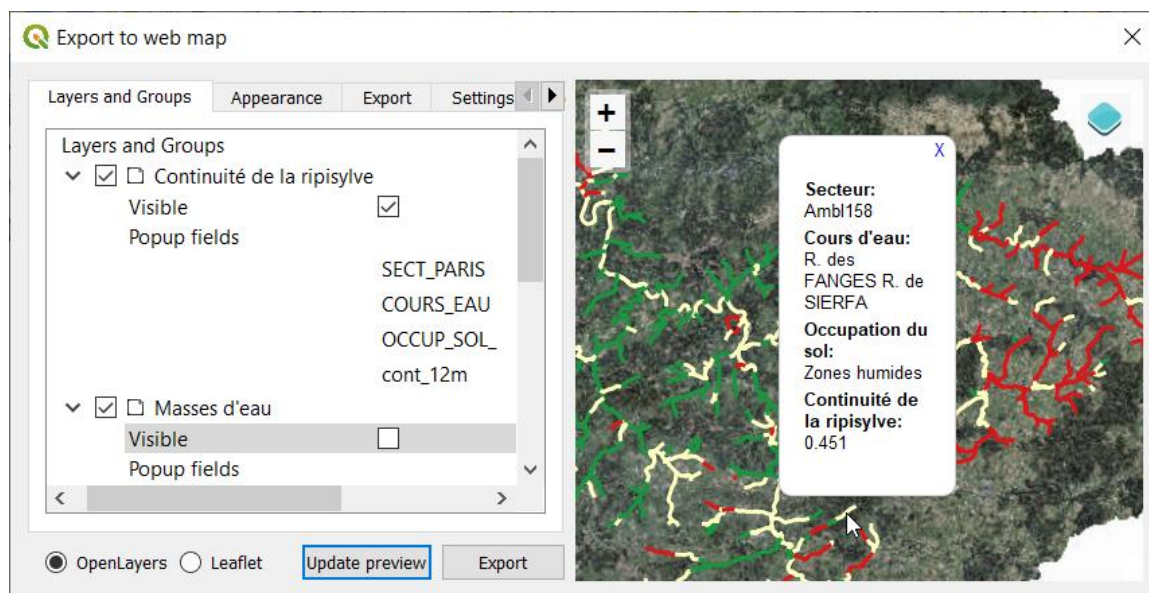 Export to web map
Layers and Groups
Appearance
Export
Settings
Layers and Groups
Continuité de la ripisylve
Visible
Popup fields
SECT_PARIS
COURS_EAU
OCCUP_SOL_
cont_12m
Masses d'eau
Visible
Popup fields
OpenLayers
Leaflet
Update preview
Export
+
−
X
Secteur:
Ambl158
Cours d'eau:
R. des
FANGES R. de
SIERFA
Occupation du
sol:
Zones humides
Continuité de
la ripisylve:
0.451